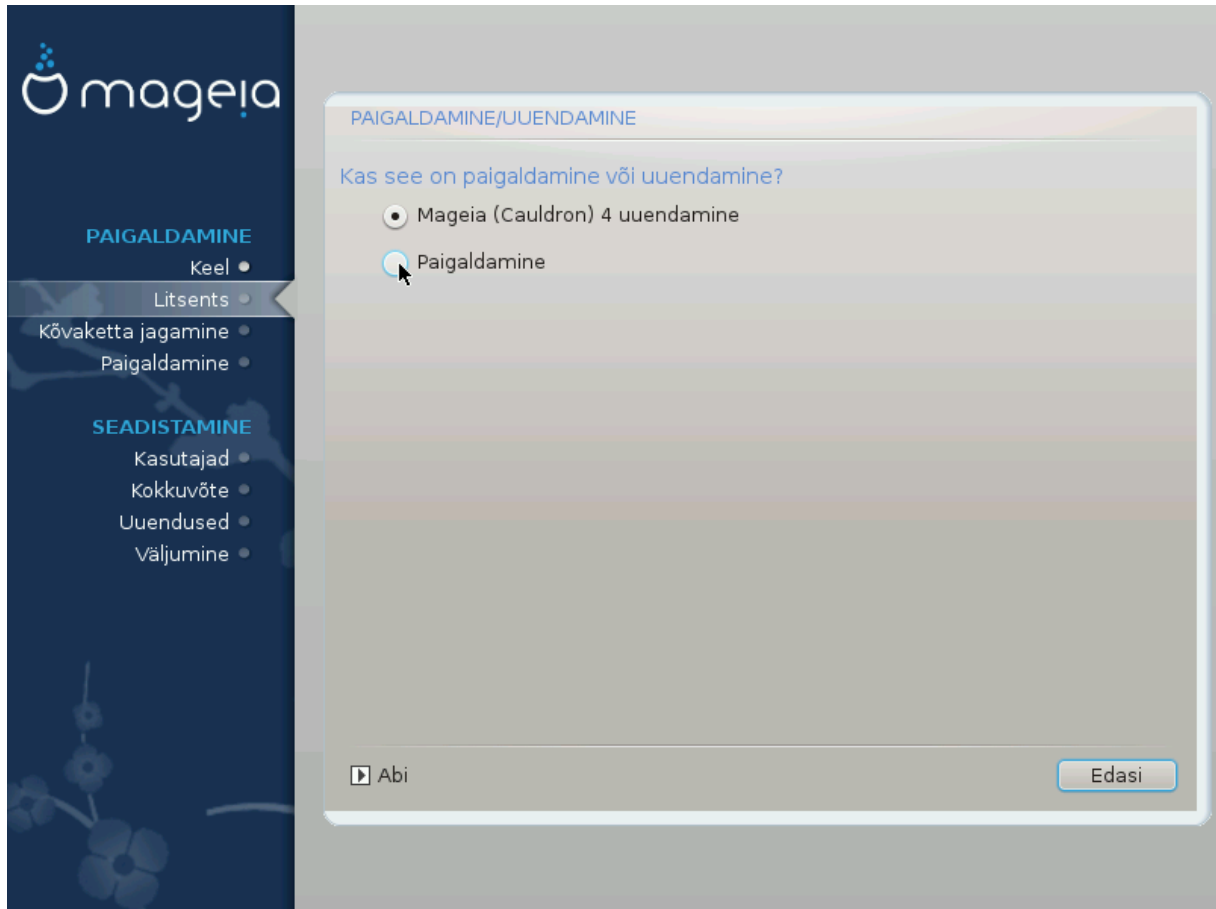 mageia
PAIGALDAMINE
Keel
Litsents
Kõvaketta jagamine
Paigaldamine
SEADISTAMINE
Kasutajad
Kokkuvõte
Uuendused
Väljumine
PAIGALDAMINE/UUENDAMINE
Kas see on paigaldamine või uuendamine?
Mageia (Cauldron) 4 uuendamine
Paigaldamine
Abi
Edasi